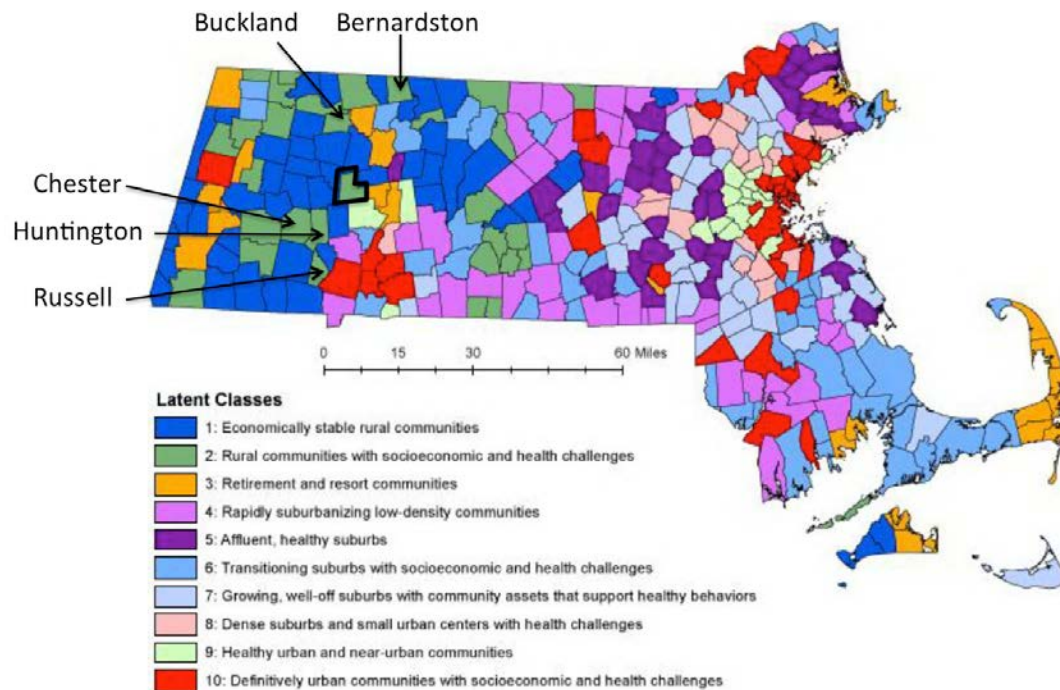 Buckland
Bernardston
Chester
Huntington
Russell
0 15 30 60 Miles
Latent Classes
1: Economically stable rural communities
2: Rural communities with socioeconomic and health challenges
3: Retirement and resort communities
4: Rapidly suburbanizing low-density communities
5: Affluent, healthy suburbs
6: Transitioning suburbs with socioeconomic and health challenges
7: Growing, well-off suburbs with community assets that support healthy behaviors
8: Dense suburbs and small urban centers with health challenges
9: Healthy urban and near-urban communities
10: Definitively urban communities with socioeconomic and health challenges